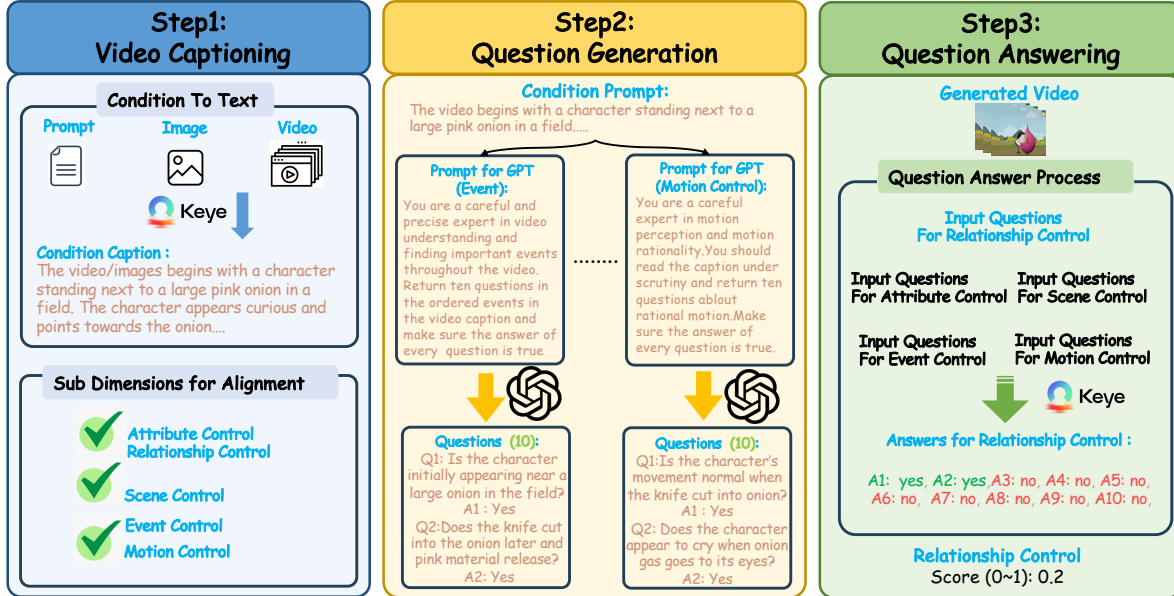 Step1:
Video Captioning
Condition To Text
Prompt
Image
Video
Keye
Condition Caption :
The video/images begins with a character
standing next to a large pink onion in a
field. The character appears curious and
points towards the onion....
Sub Dimensions for Alignment
Attribute Control
Relationship Control
Scene Control
Event Control
Motion Control
Step2:
Question Generation
Condition Prompt:
The video begins with a character standing next to a
large pink onion in a field.....
Prompt for GPT
(Event):
You are a careful and
precise expert in video
understanding and
finding important events
throughout the video.
Return ten questions in
the ordered events in
the video caption and
make sure the answer of
every question is true
.........
Prompt for GPT
(Motion Control):
You are a careful
expert in motion
perception and motion
rationality.You should
read the caption under
scrutiny and return ten
questions ablout
rational motion.Make
sure the answer of
every question is true.
Questions (10):
Q1: Is the character
initially appearing near a
large onion in the field?
A1 : Yes
Q2:Does the knife cut
into the onion later and
pink material release?
A2: Yes
Questions (10):
Q1:Is the character's
movement normal when
the knife cut into onion?
A1 : Yes
Q2: Does the character
appear to cry when onion
gas goes to its eyes?
A2: Yes
Step3:
Question Answering
Generated Video
Question Answer Process
Input Questions
For Relationship Control
Input Questions
For Attribute Control
Input Questions
For Scene Control
Input Questions
For Event Control
Input Questions
For Motion Control
Keye
Answers for Relationship Control :
A1: yes, A2: yes,A3: no, A4: no, A5: no,
A6: no, A7: no, A8: no, A9: no, A10: no,
Relationship Control
Score (0~1): 0.2